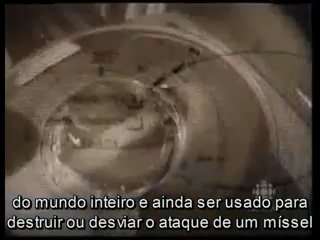 do mundo inteiro e ainda ser usado para
destruir ou desviar o ataque de um míssel